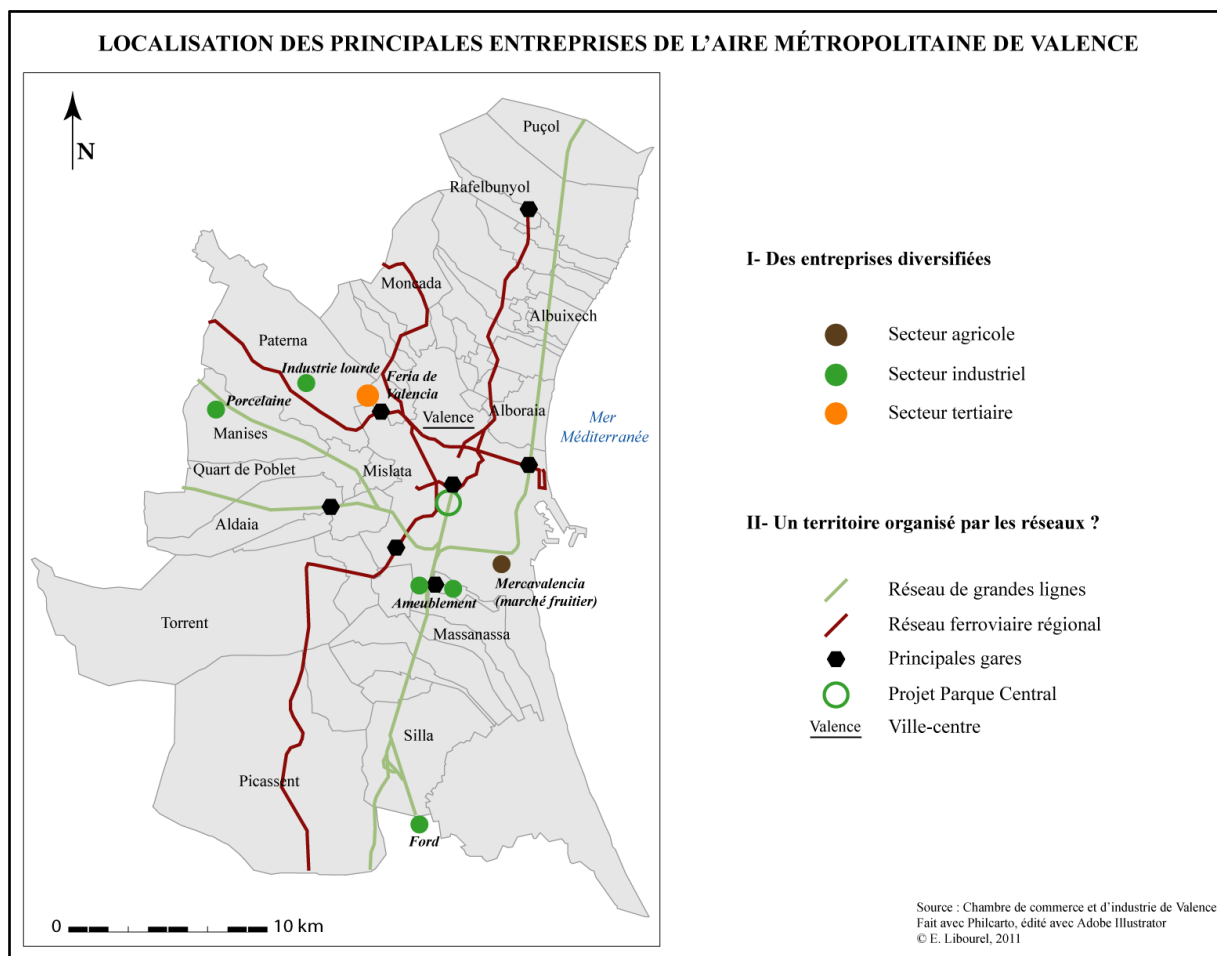 LOCALISATION DES PRINCIPALES ENTREPRISES DE L'AIRE MÉTROPOLITAINE DE VALENCE
N
Puçol
Rafelbunyol
Moncada
Albuixech
Paterna
Industrie lourde
Feria de
Valencia
Porcelaine
Valence
Alboraia
Mer
Méditerranée
Manises
Quart de Poblet
Mislata
Aldaia
Mercavalencia
(marché fruitier)
Ameublement
Torrent
Massanassa
Silla
Picassent
Ford
0 10 km
I- Des entreprises diversifiées
Secteur agricole
Secteur industriel
Secteur tertiaire
II- Un territoire organisé par les réseaux ?
Réseau de grandes lignes
Réseau ferroviaire régional
Principales gares
Projet Parque Central
Valence Ville-centre
Source : Chambre de commerce et d'industrie de Valence
Fait avec Philcarto, édité avec Adobe Illustrator
© E. Libourel, 2011